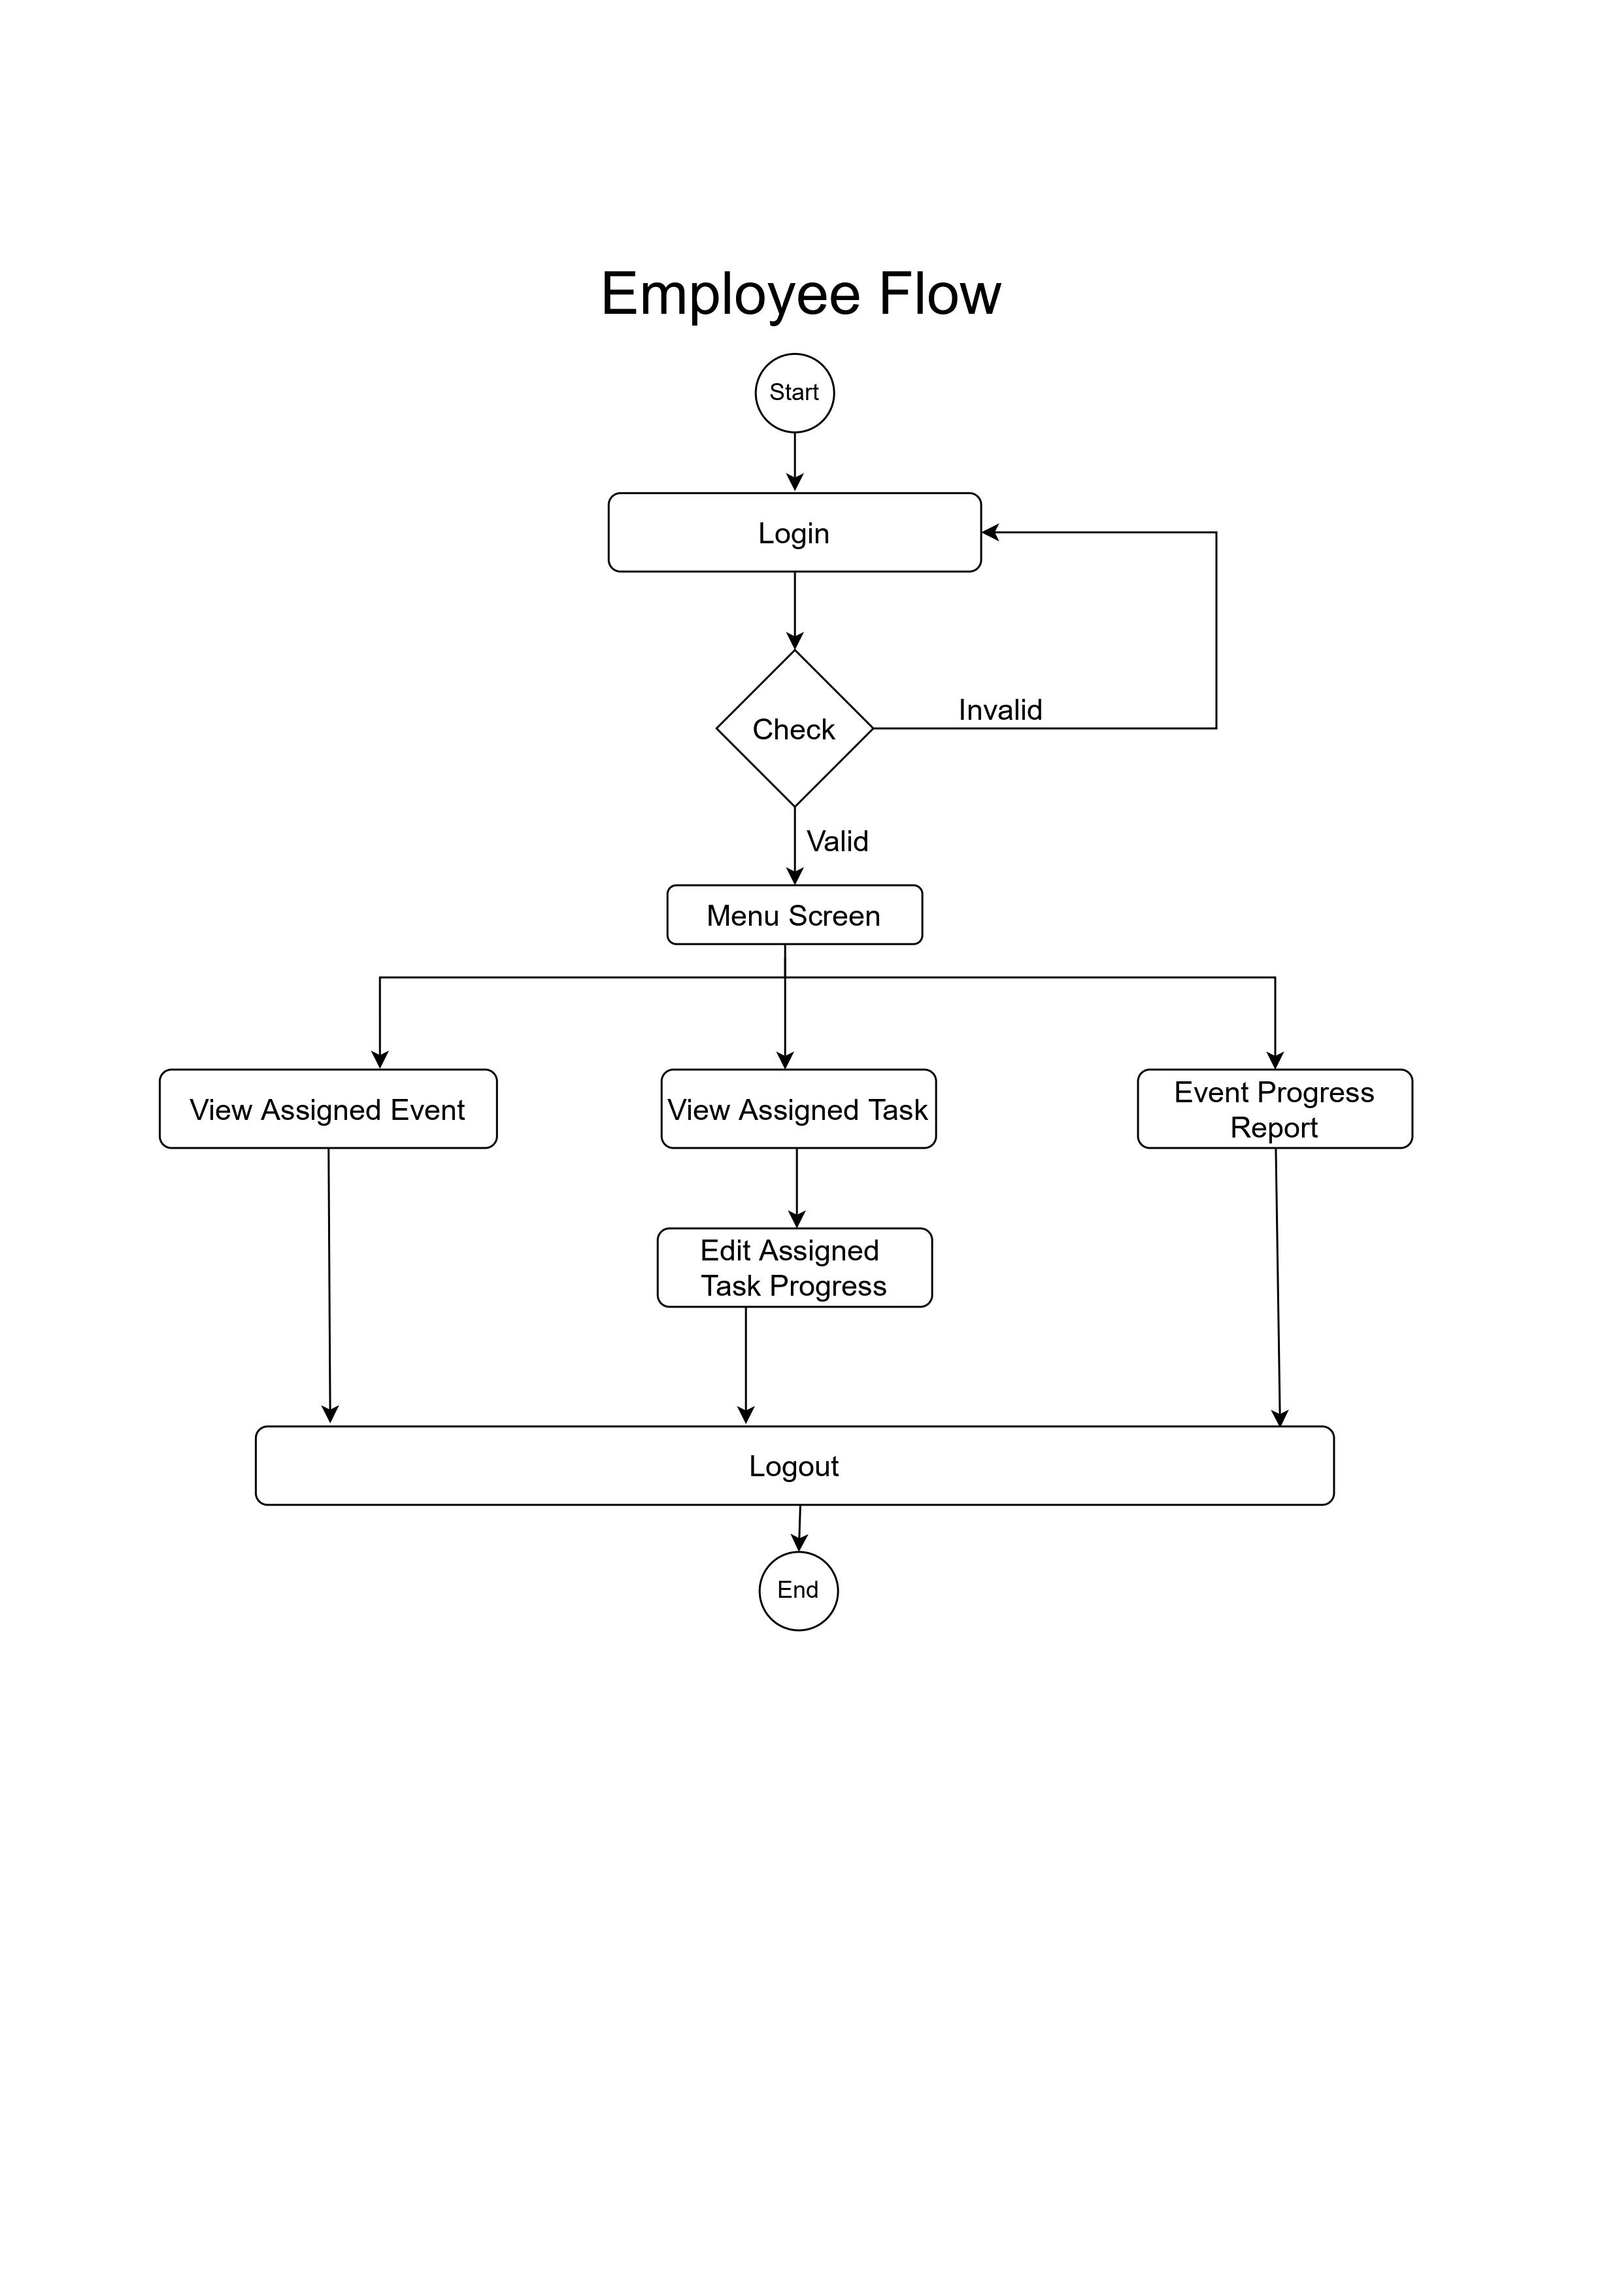 Employee Flow
Start
Login
Check
Invalid
Valid
Menu Screen
View Assigned Event
View Assigned Task
Event Progress
Report
Edit Assigned
Task Progress
Logout
End